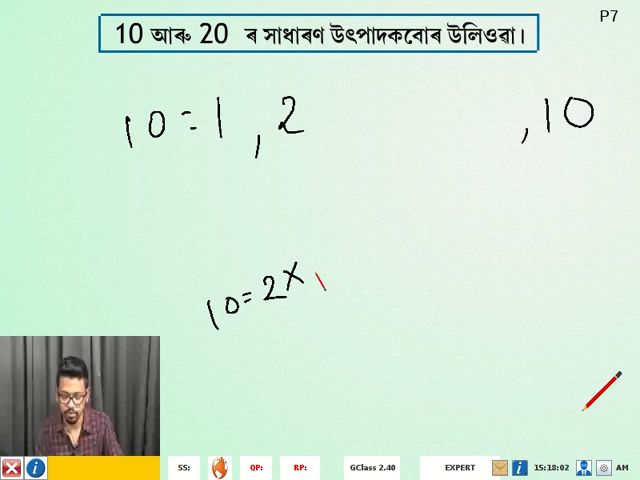 P7
10 আৰু 20 ৰ সাধাৰণ উৎপাদকবোৰ উলিওৱা।
10 = 1 , 2 , 10
10 = 2 ×
SS: QP: RP: GClass 2.40 EXPERT 15:18:02 AM